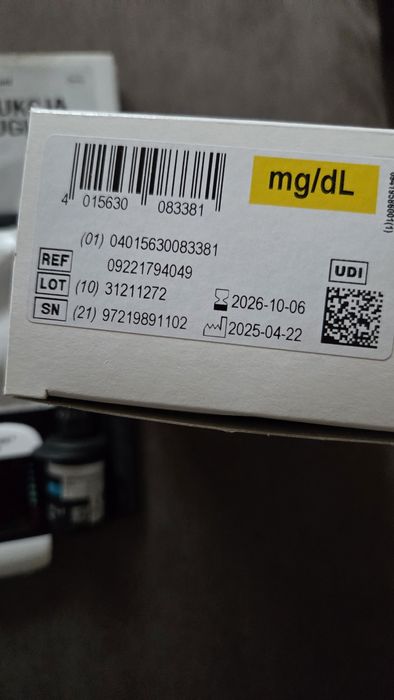 UKCJA
mg/dL
4 015630 083381
(01) 04015630083381
REF 09221794049
UDI
LOT (10) 31211272
2026-10-06
SN (21) 97219891102
2025-04-22